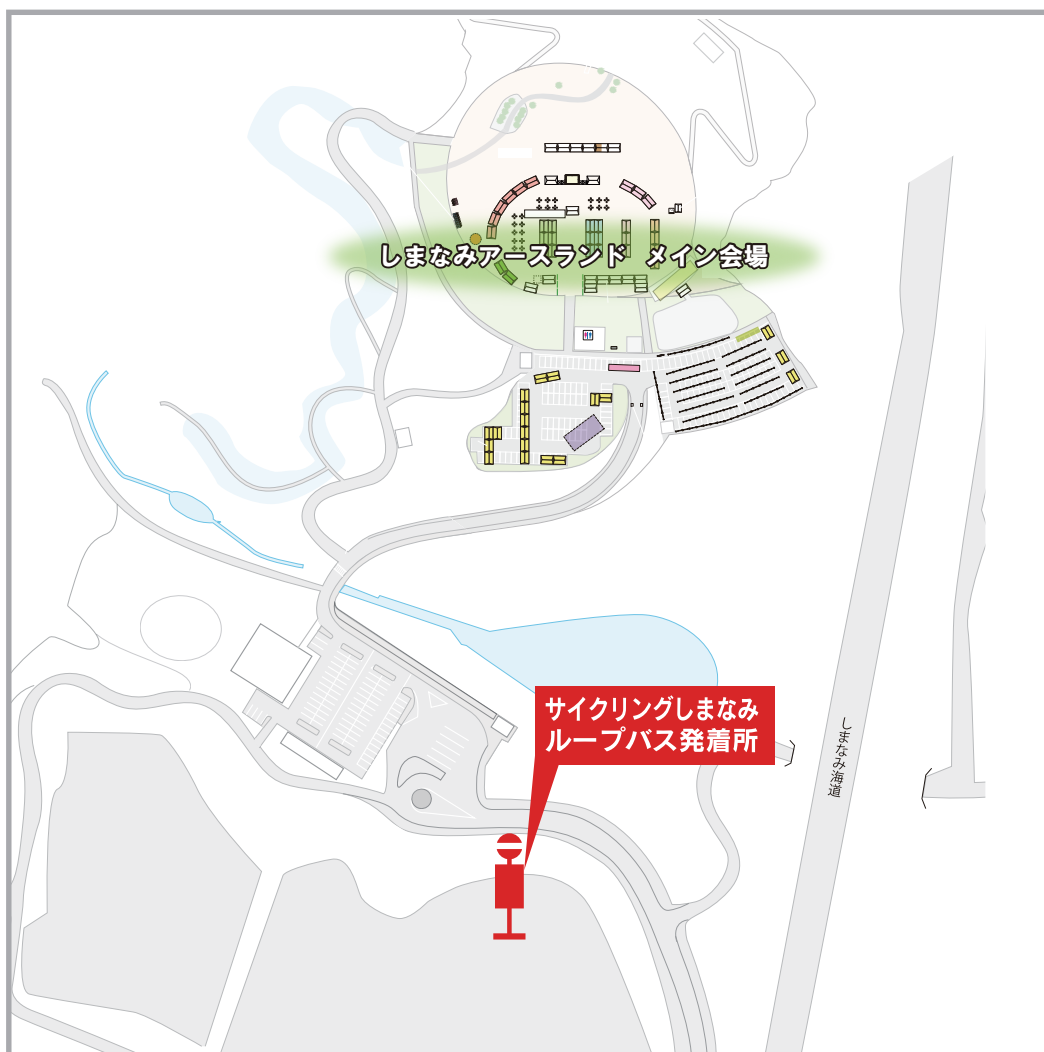 しまなみアースランド メイン会場
サイクリングしまなみ
ループバス発着所
しまなみ海道